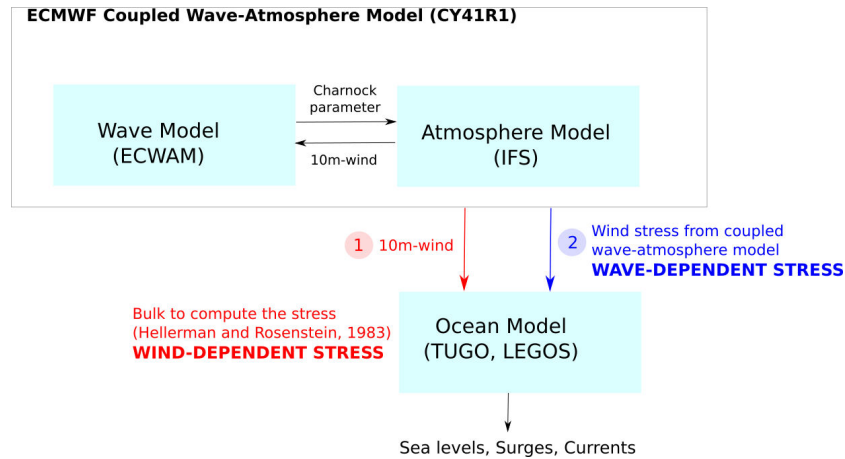 ECMWF Coupled Wave-Atmosphere Model (CY41R1)
Charnock
parameter
Wave Model
(ECWAM)
Atmosphere Model
(IFS)
10m-wind
1
10m-wind
2
Wind stress from coupled
wave-atmosphere model
WAVE-DEPENDENT STRESS
Bulk to compute the stress
(Hellerman and Rosenstein, 1983)
WIND-DEPENDENT STRESS
Ocean Model
(TUGO, LEGOS)
Sea levels, Surges, Currents